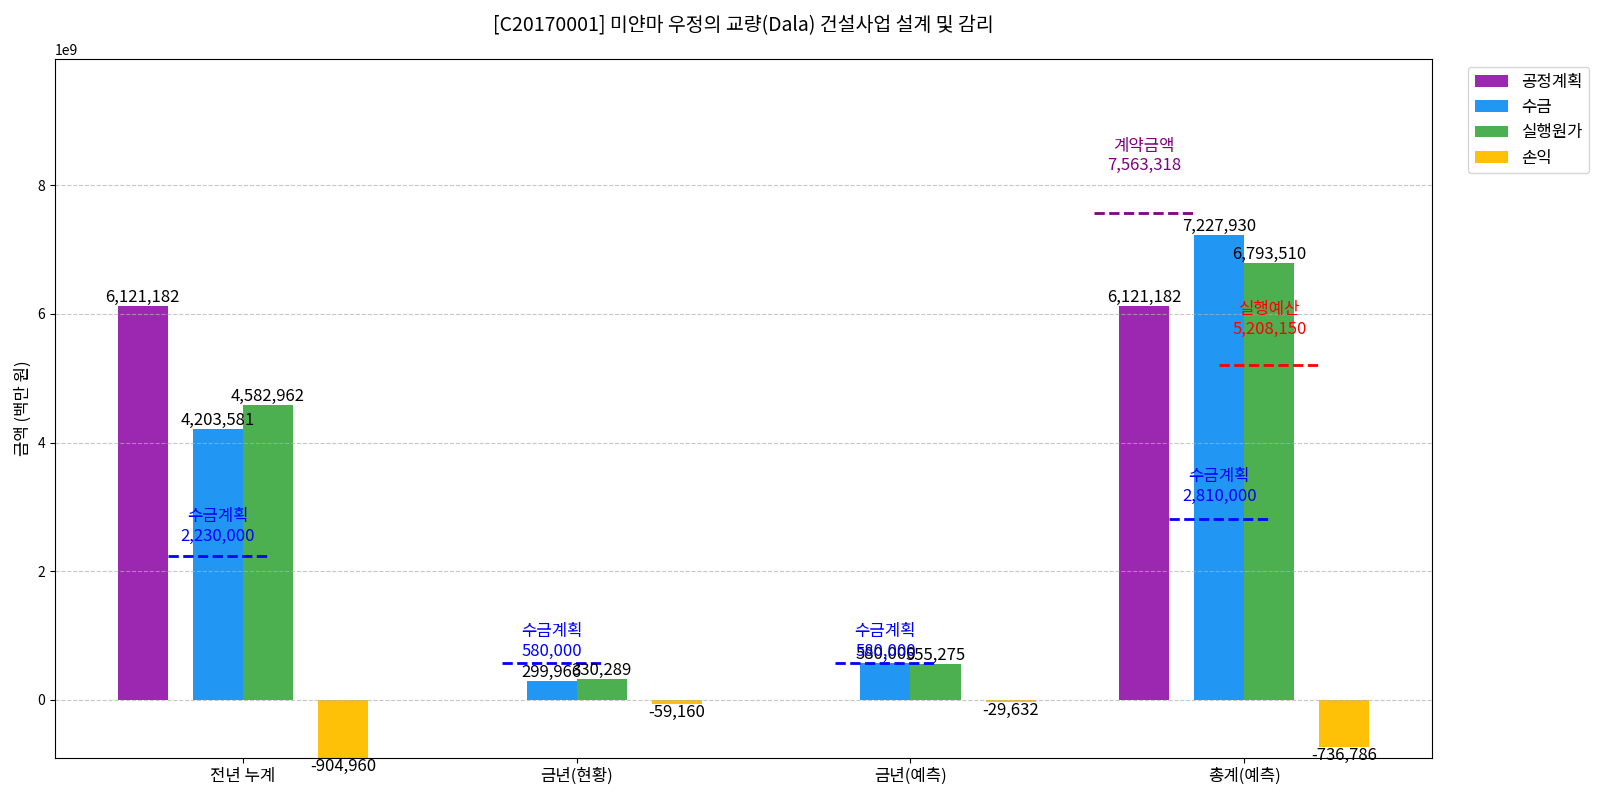 [C20170001] 미얀마 우정의 교량(Dala) 건설사업 설계 및 감리
1e9
공정계획
수금
실행원가
손익
금액 (백만 원)
8
6
4
2
0
계약금액
7,563,318
7,227,930
6,793,510
6,121,182
6,121,182
실행예산
5,208,150
4,582,962
4,203,581
수금계획
2,810,000
수금계획
2,230,000
수금계획
580,000
수금계획
580,000
580,000
555,275
299,966
330,289
-59,160
-29,632
-904,960
-736,786
전년 누계
금년(현황)
금년(예측)
총계(예측)